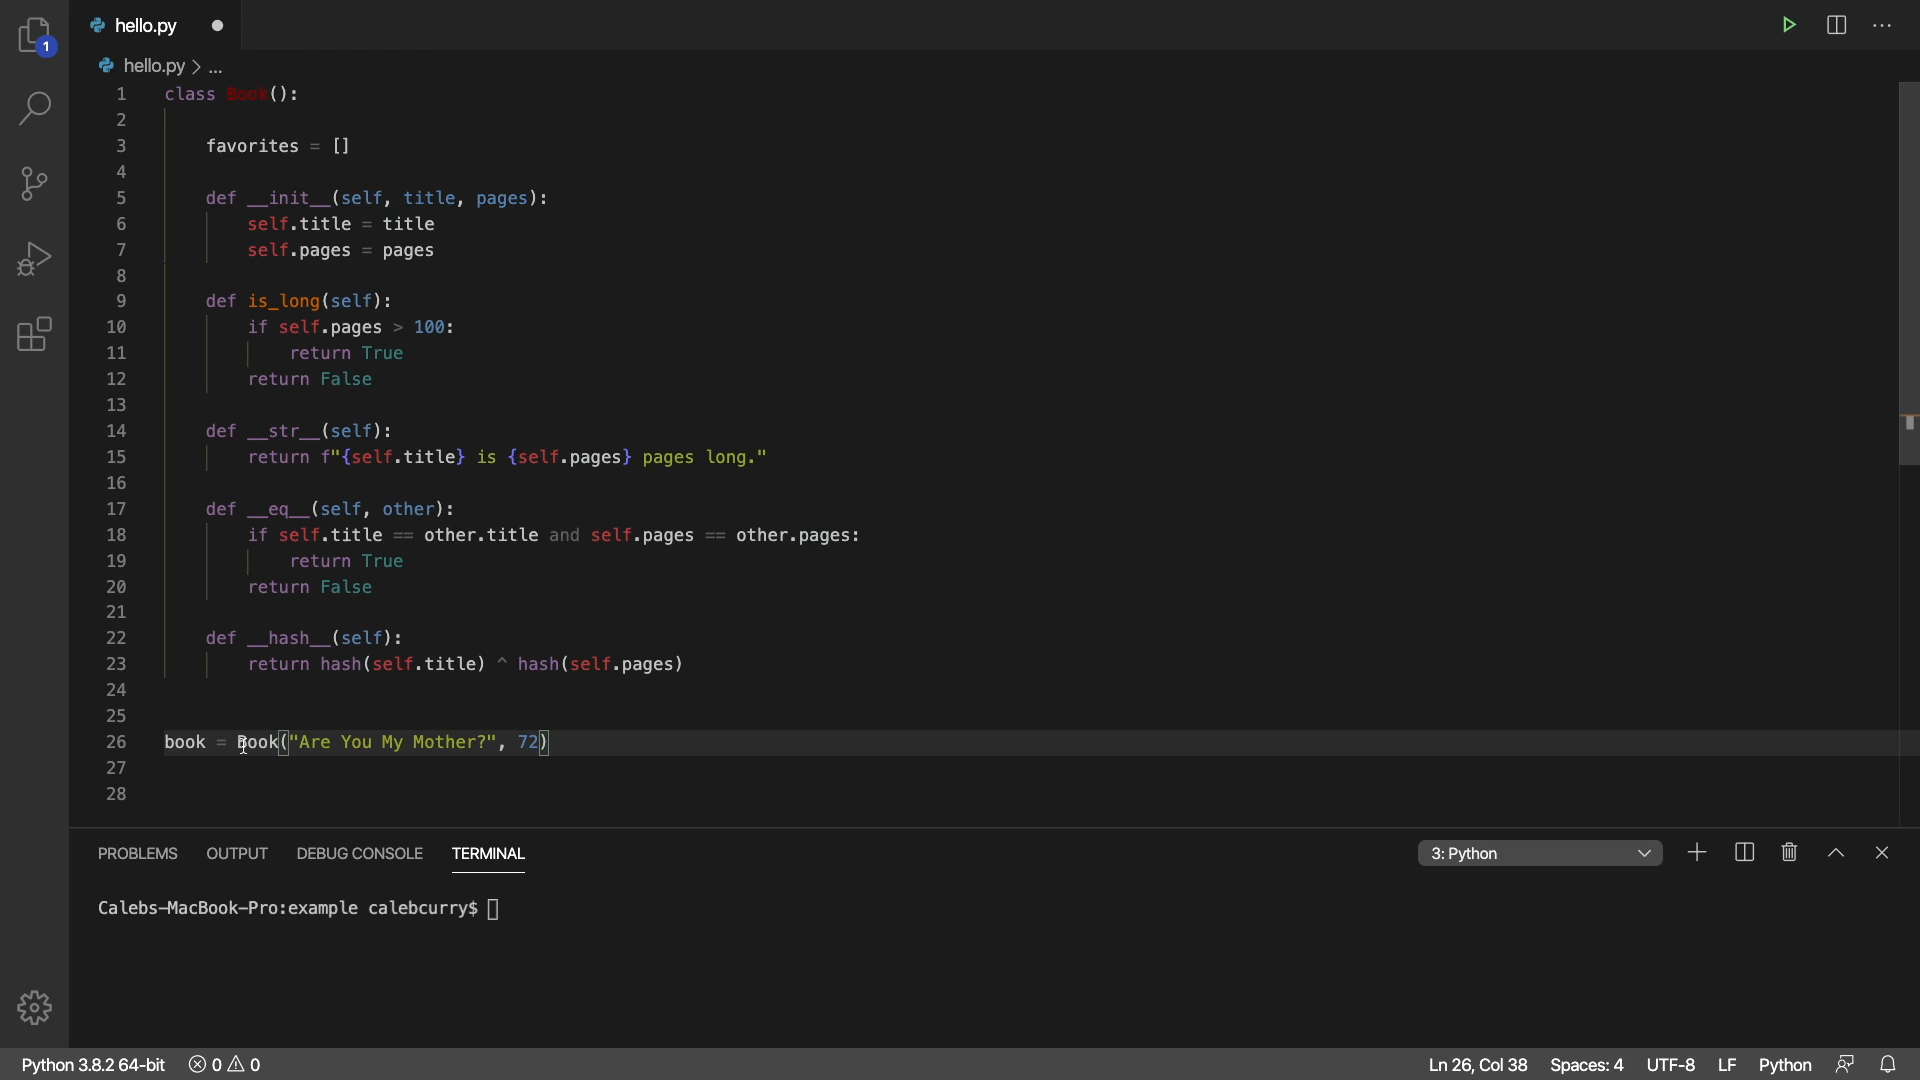 1
hello.py
hello.py > ...
1 class Book():
2
3 favorites = []
4
5 def __init__(self, title, pages):
6 self.title = title
7 self.pages = pages
8
9 def is_long(self):
10 if self.pages > 100:
11 return True
12 return False
13
14 def __str__(self):
15 return f"{self.title} is {self.pages} pages long."
16
17 def __eq__(self, other):
18 if self.title == other.title and self.pages == other.pages:
19 return True
20 return False
21
22 def __hash__(self):
23 return hash(self.title) ^ hash(self.pages)
24
25
26 book = Book("Are You My Mother?", 72)
27
28
PROBLEMS OUTPUT DEBUG CONSOLE TERMINAL 3: Python
Calebs-MacBook-Pro:example calebcurry$
Python 3.8.2 64-bit 0 0 Ln 26, Col 38 Spaces: 4 UTF-8 LF Python